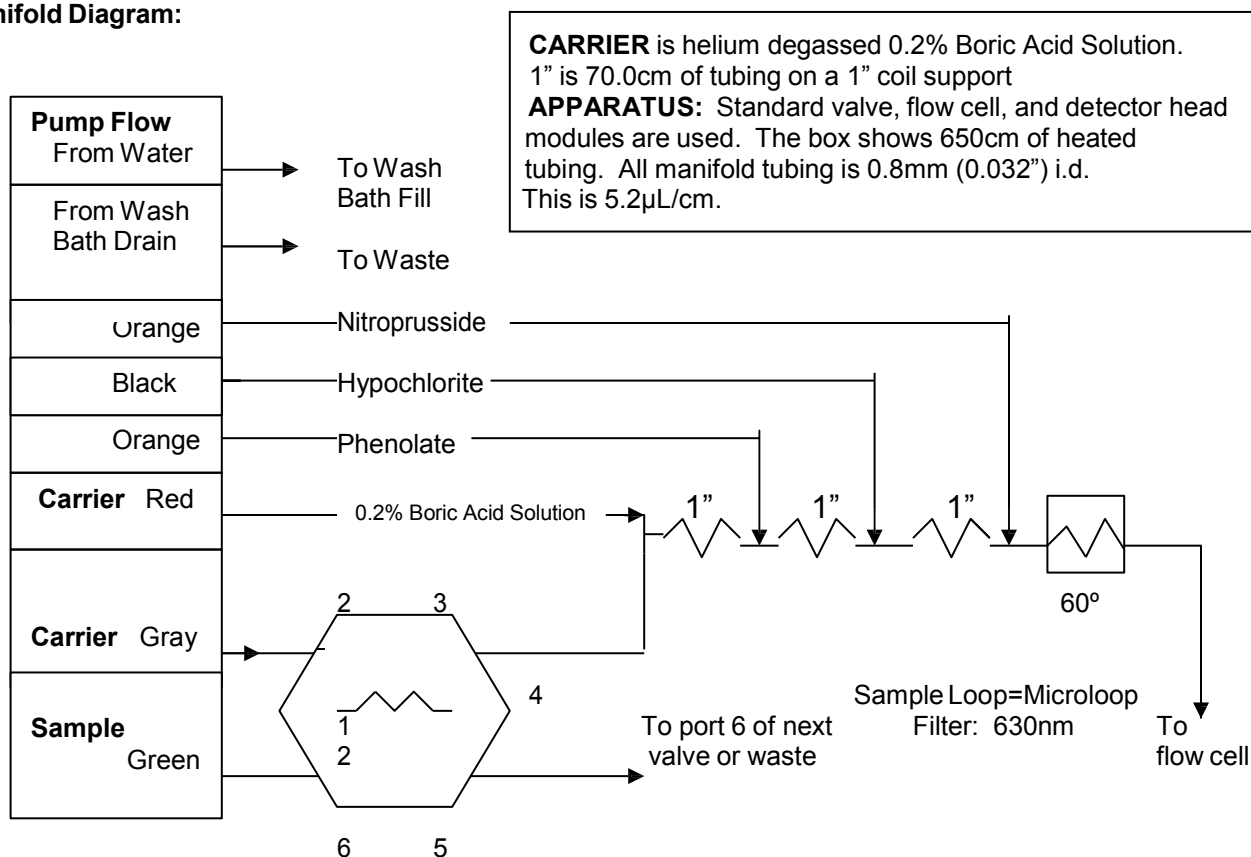 nifold Diagram:
CARRIER is helium degassed 0.2% Boric Acid Solution.
1” is 70.0cm of tubing on a 1” coil support
APPARATUS: Standard valve, flow cell, and detector head
modules are used. The box shows 650cm of heated
tubing. All manifold tubing is 0.8mm (0.032”) i.d.
This is 5.2µL/cm.
Pump Flow
From Water
To Wash
Bath Fill
From Wash
Bath Drain
To Waste
Orange
Nitroprusside
Black
Hypochlorite
Orange
Phenolate
Carrier Red
0.2% Boric Acid Solution
1”
1”
1”
60º
2 3
Carrier Gray
4
1
2
Sample
Green
To port 6 of next
valve or waste
Sample Loop=Microloop
Filter: 630nm
To
flow cell
6 5